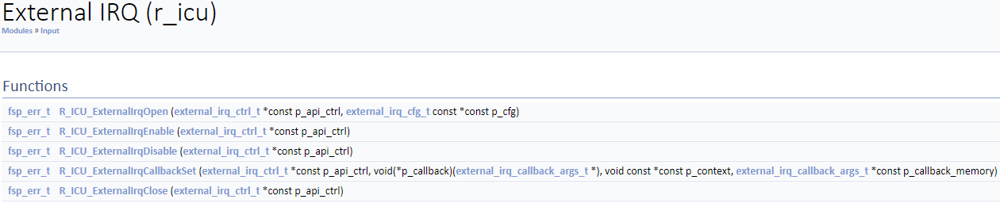 External IRQ (r_icu)
Modules » Input
Functions
fsp_err_t R_ICU_ExternalIrqOpen (external_irq_ctrl_t *const p_api_ctrl, external_irq_cfg_t const *const p_cfg)
fsp_err_t R_ICU_ExternalIrqEnable (external_irq_ctrl_t *const p_api_ctrl)
fsp_err_t R_ICU_ExternalIrqDisable (external_irq_ctrl_t *const p_api_ctrl)
fsp_err_t R_ICU_ExternalIrqCallbackSet (external_irq_ctrl_t *const p_api_ctrl, void(*p_callback)(external_irq_callback_args_t *), void const *const p_context, external_irq_callback_args_t *const p_callback_memory)
fsp_err_t R_ICU_ExternalIrqClose (external_irq_ctrl_t *const p_api_ctrl)